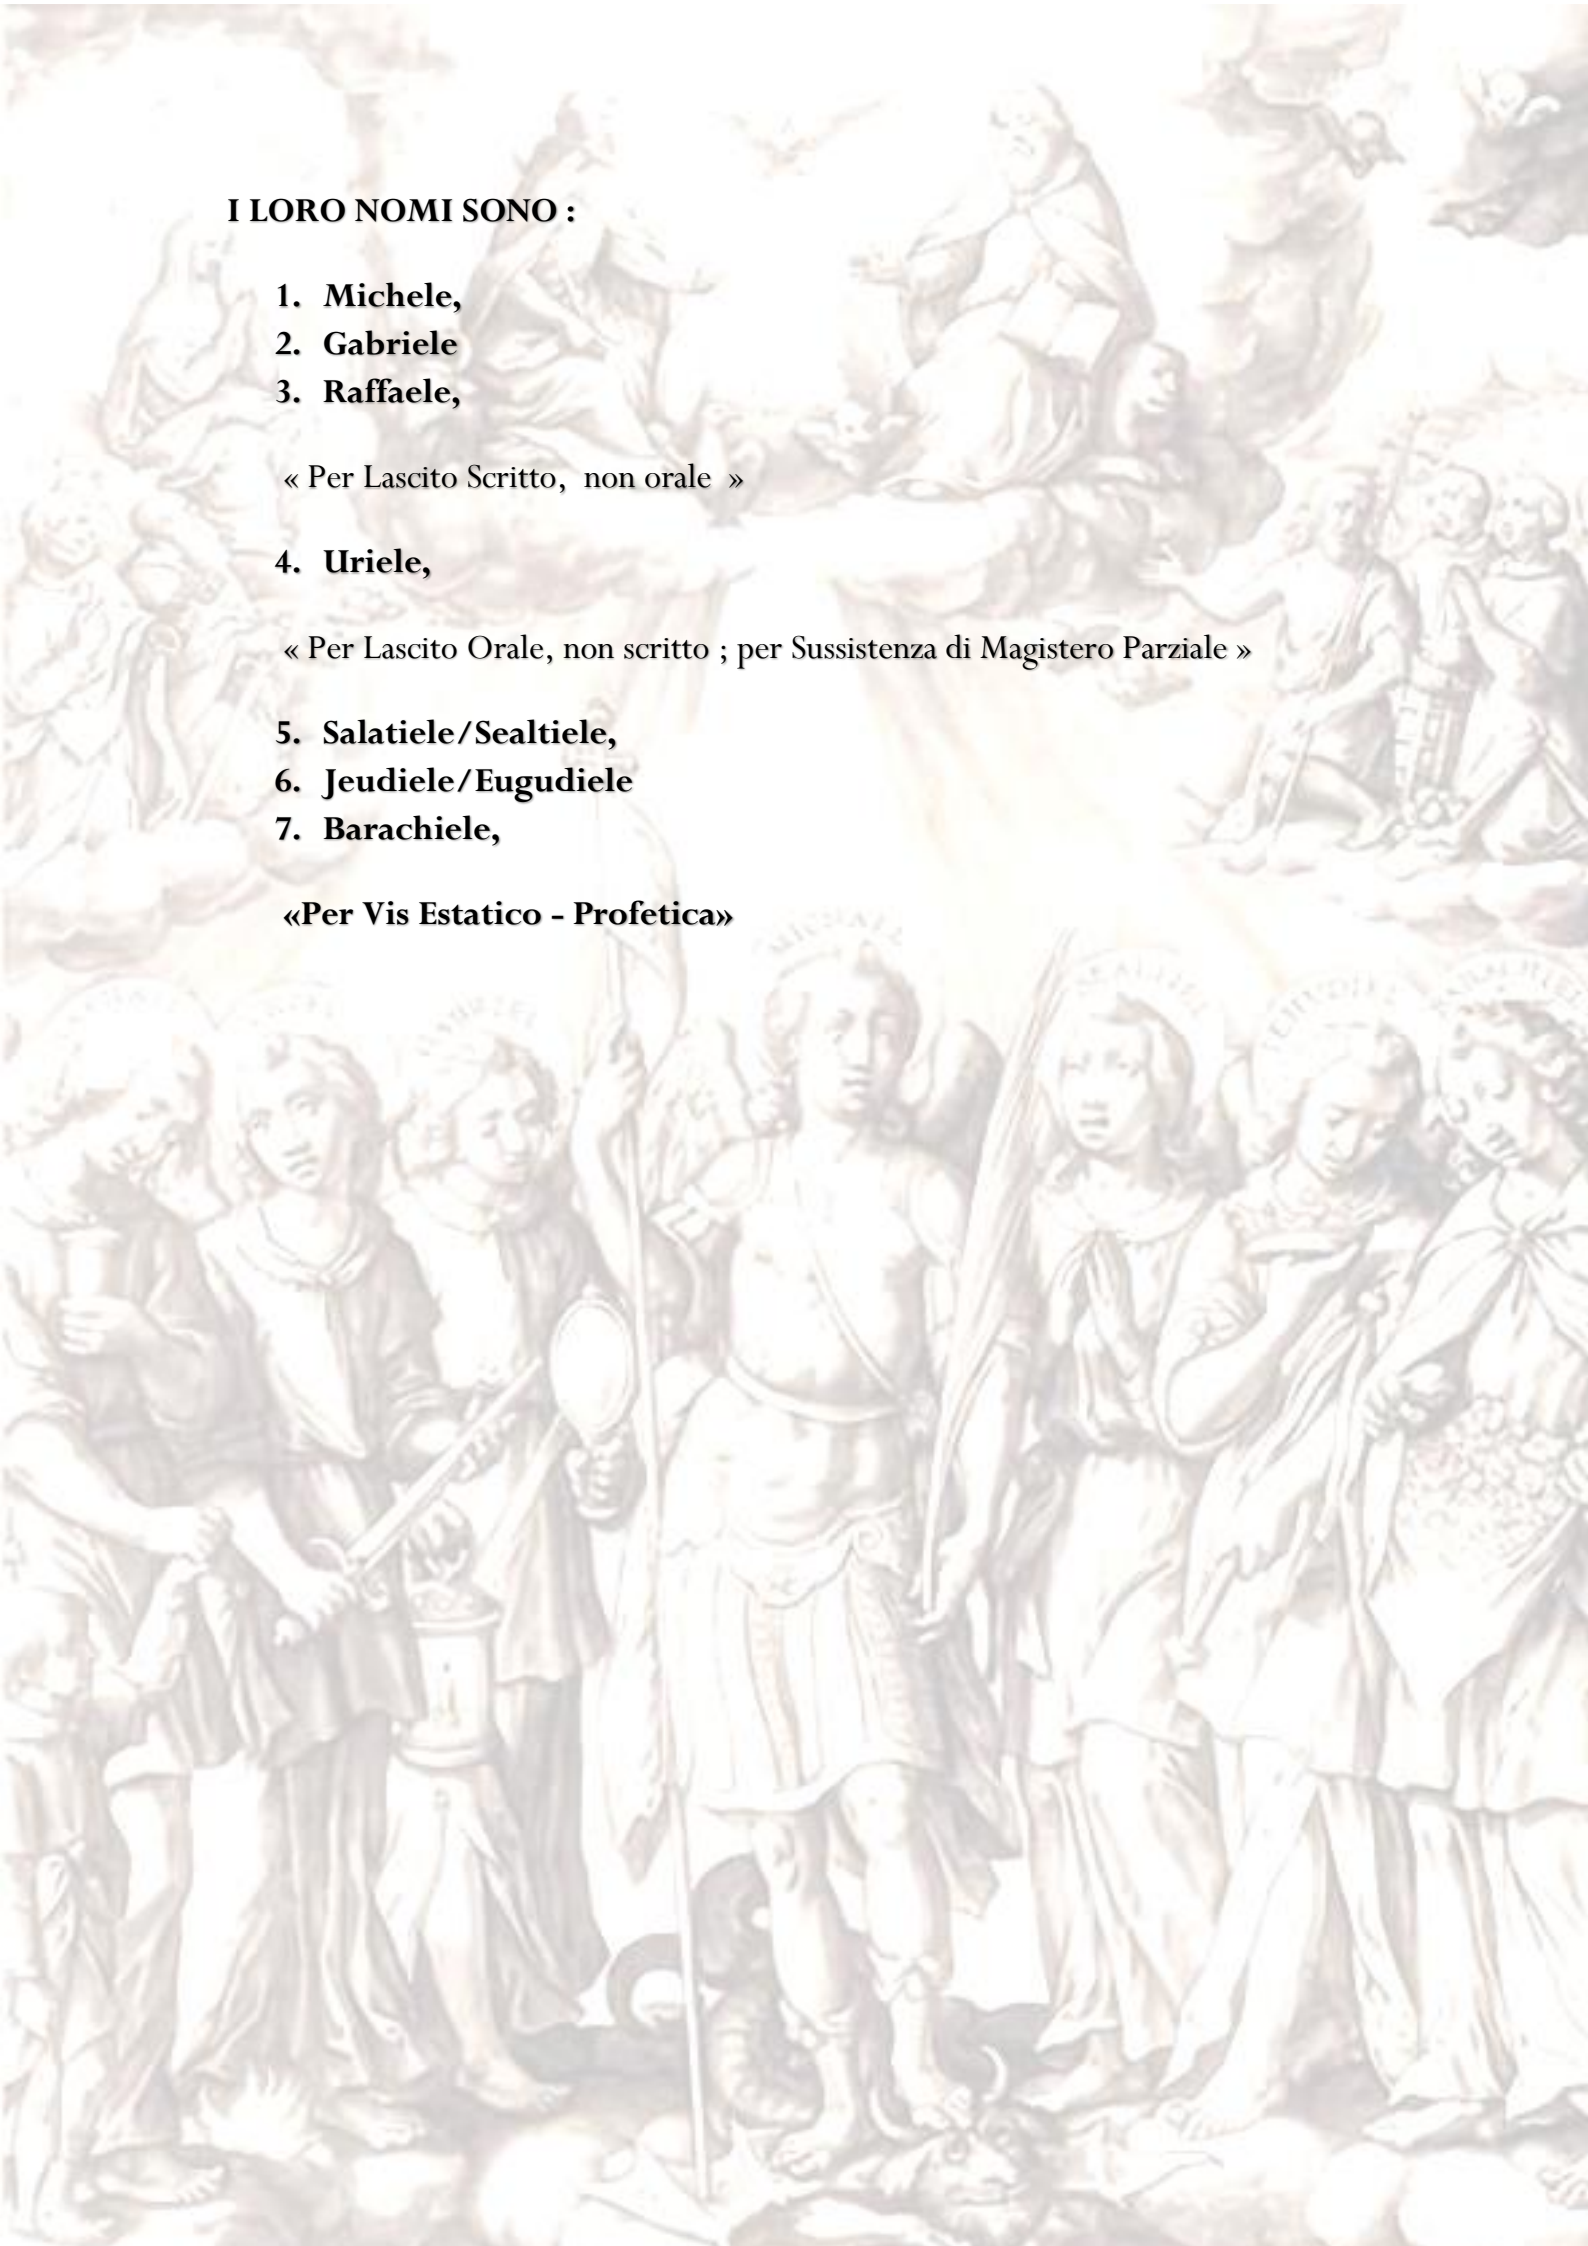 I LORO NOMI SONO :
1. Michele,
2. Gabriele
3. Raffaele,
« Per Lascito Scritto, non orale »
4. Uriele,
« Per Lascito Orale, non scritto ; per Sussistenza di Magistero Parziale »
5. Salatiele/Sealtiele,
6. Jeudiele/Eugudiele
7. Barachiele,
«Per Vis Estatico - Profetica»